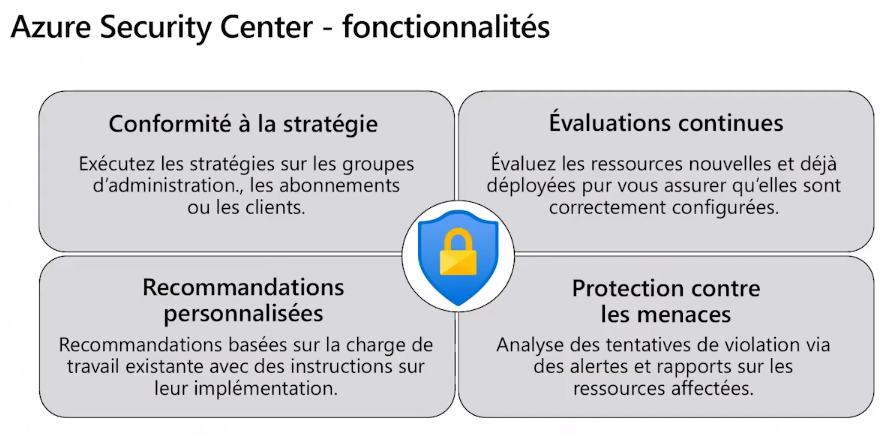 Azure Security Center - fonctionnalités
Conformité à la stratégie
Exécutez les stratégies sur les groupes
d'administration., les abonnements
ou les clients.
Évaluations continues
Évaluez les ressources nouvelles et déjà
déployées pur vous assurer qu'elles sont
correctement configurées.
Recommandations
personnalisées
Recommandations basées sur la charge de
travail existante avec des instructions sur
leur implémentation.
Protection contre
les menaces
Analyse des tentatives de violation via
des alertes et rapports sur les
ressources affectées.